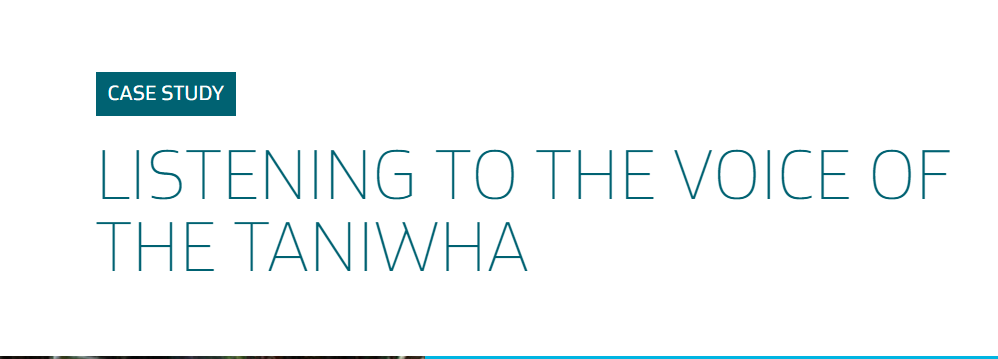 CASE STUDY
LISTENING TO THE VOICE OF
THE TANIWHA